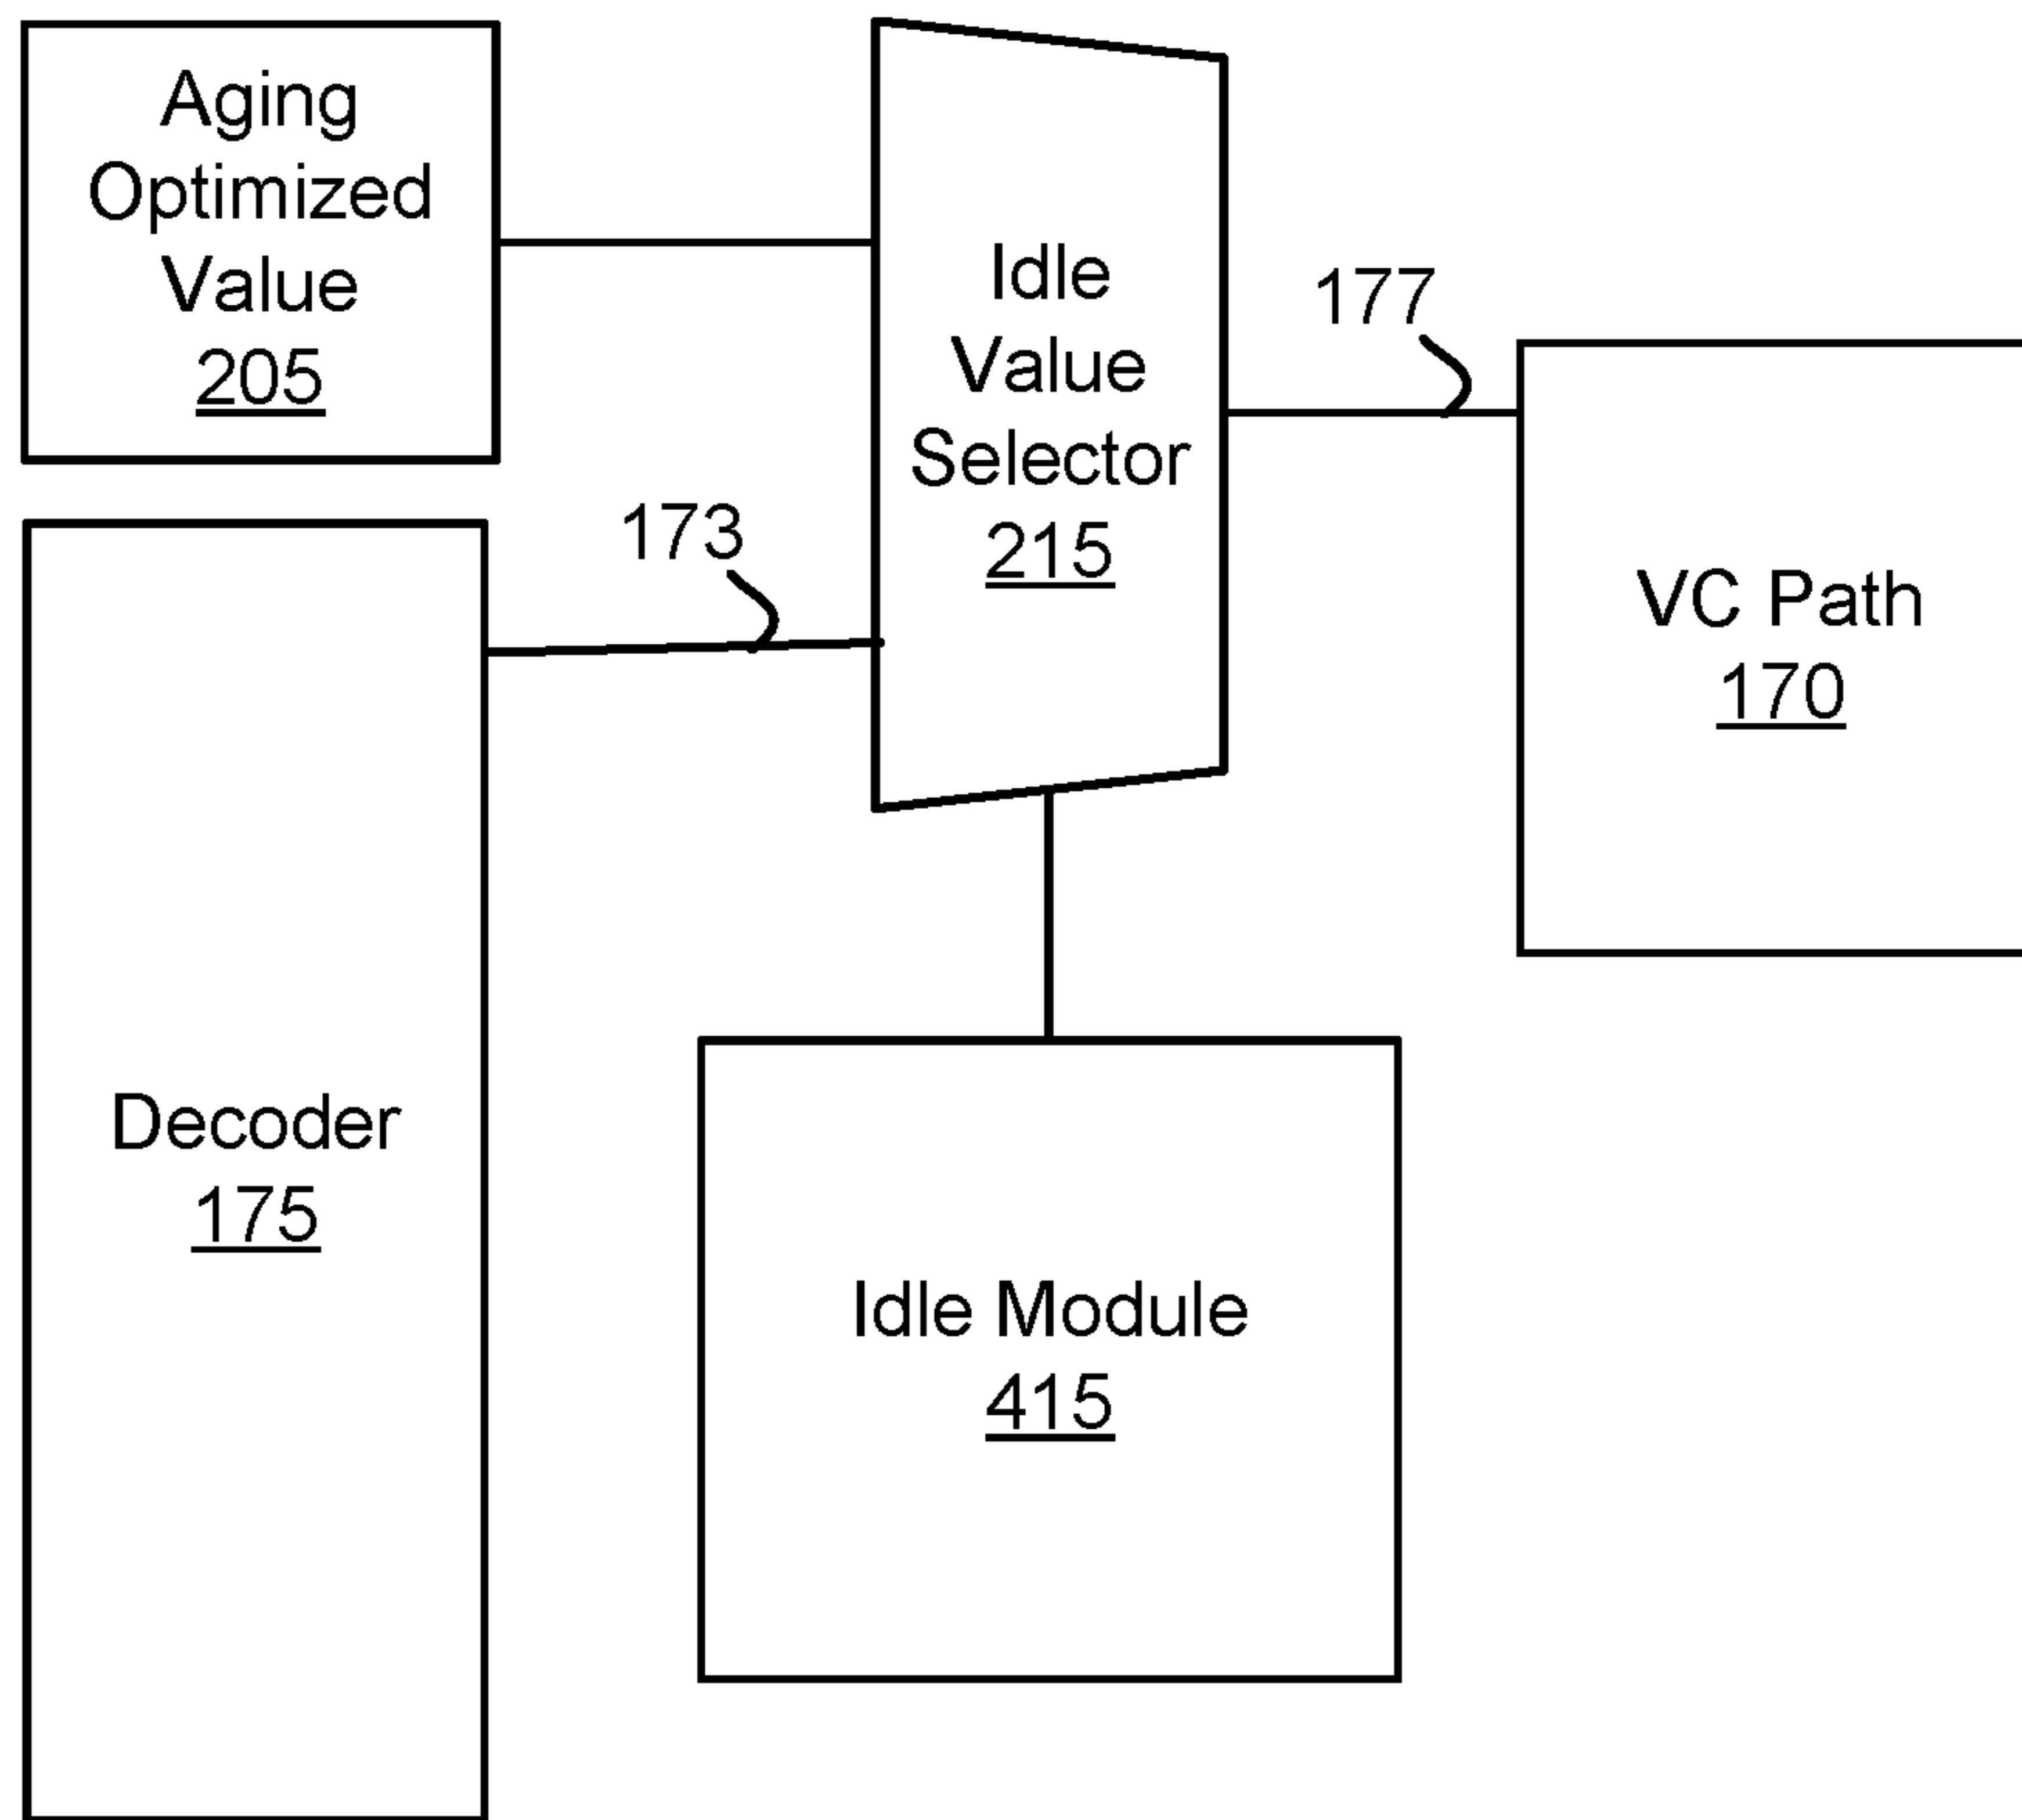 Aging
Optimized
Value
205
Idle
Value
Selector
215
177
173
VC Path
170
Decoder
175
Idle Module
415